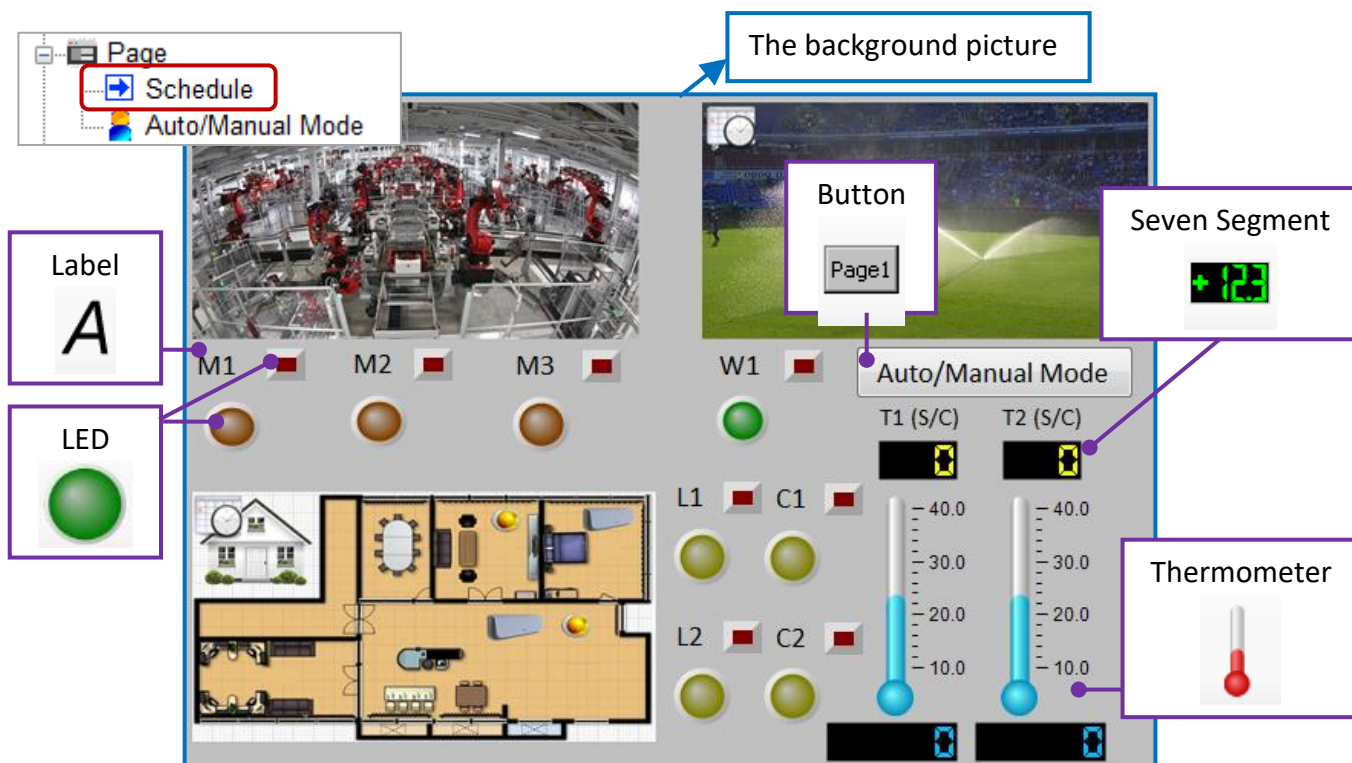 Page
Schedule
Auto/Manual Mode
The background picture
Button
Page1
Seven Segment
+12.3
Label
A
M1
M2
M3
W1
Auto/Manual Mode
LED
T1 (S/C)
T2 (S/C)
0
0
L1
C1
40.0
40.0
30.0
30.0
Thermometer
20.0
20.0
L2
C2
10.0
10.0
0
0